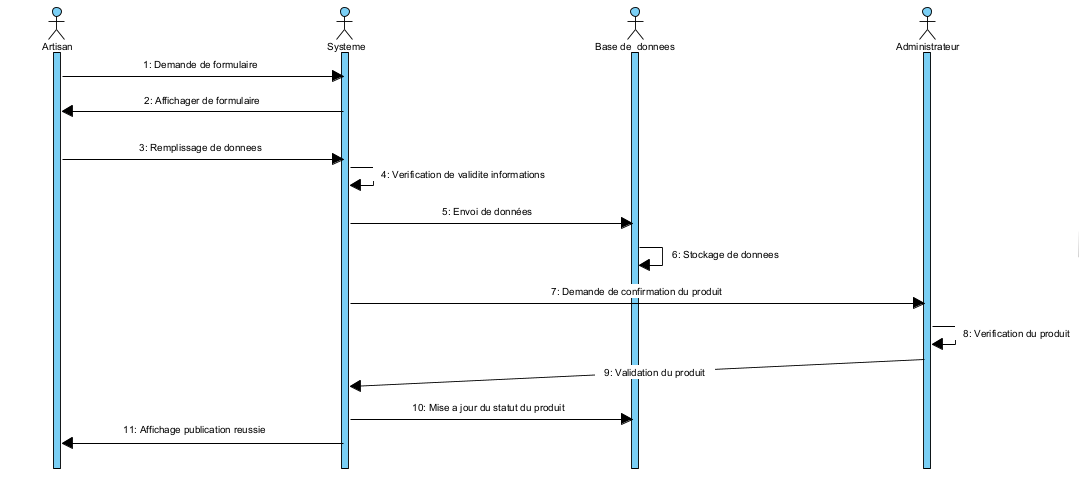 Artisan
Systeme
Base de donnees
Administrateur
1: Demande de formulaire
2: Affichager de formulaire
3: Remplissage de donnees
4: Verification de validite informations
5: Envoi de données
6: Stockage de donnees
7: Demande de confirmation du produit
8: Verification du produit
9: Validation du produit
10: Mise a jour du statut du produit
11: Affichage publication reussie